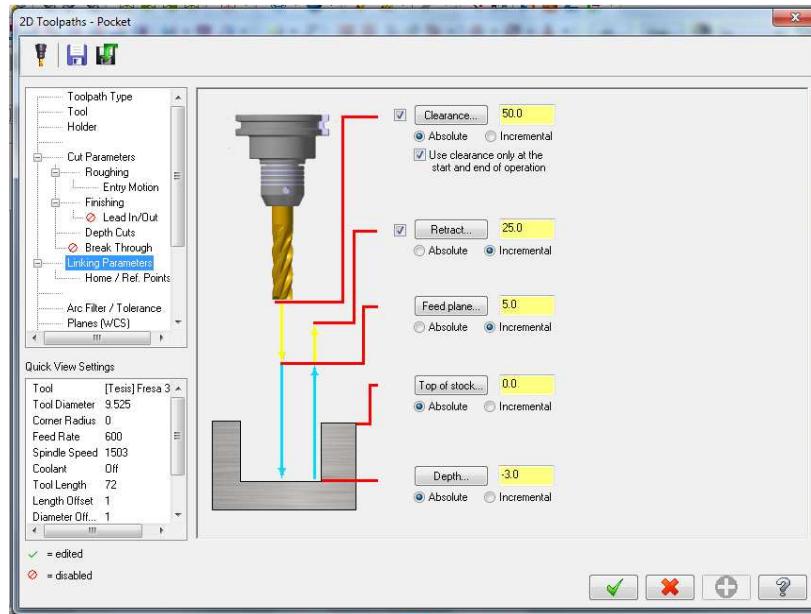 2D Toolpaths - Pocket
Toolpath Type
Tool
Holder
Cut Parameters
Roughing
Entry Motion
Finishing
Lead In/Out
Depth Cuts
Break Through
Linking Parameters
Home / Ref. Points
Arc Filter / Tolerance
Planes (WCS)
Quick View Settings
Tool [Tesis] Fresa 3
Tool Diameter 9.525
Corner Radius 0
Feed Rate 600
Spindle Speed 1503
Coolant Off
Tool Length 72
Length Offset 1
Diameter Off... 1
= edited
= disabled
Clearance... 50.0
Absolute Incremental
Use clearance only at the
start and end of operation
Retract... 25.0
Absolute Incremental
Feed plane... 5.0
Absolute Incremental
Top of stock... 0.0
Absolute Incremental
Depth... -3.0
Absolute Incremental
?